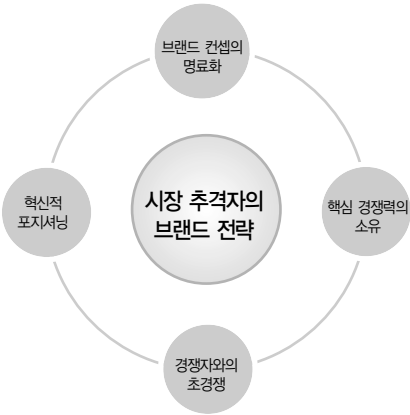 브랜드 컨셉의
명료화
혁신적
포지셔닝
시장 추격자의
브랜드 전략
핵심 경쟁력의
소유
경쟁자와의
초경쟁